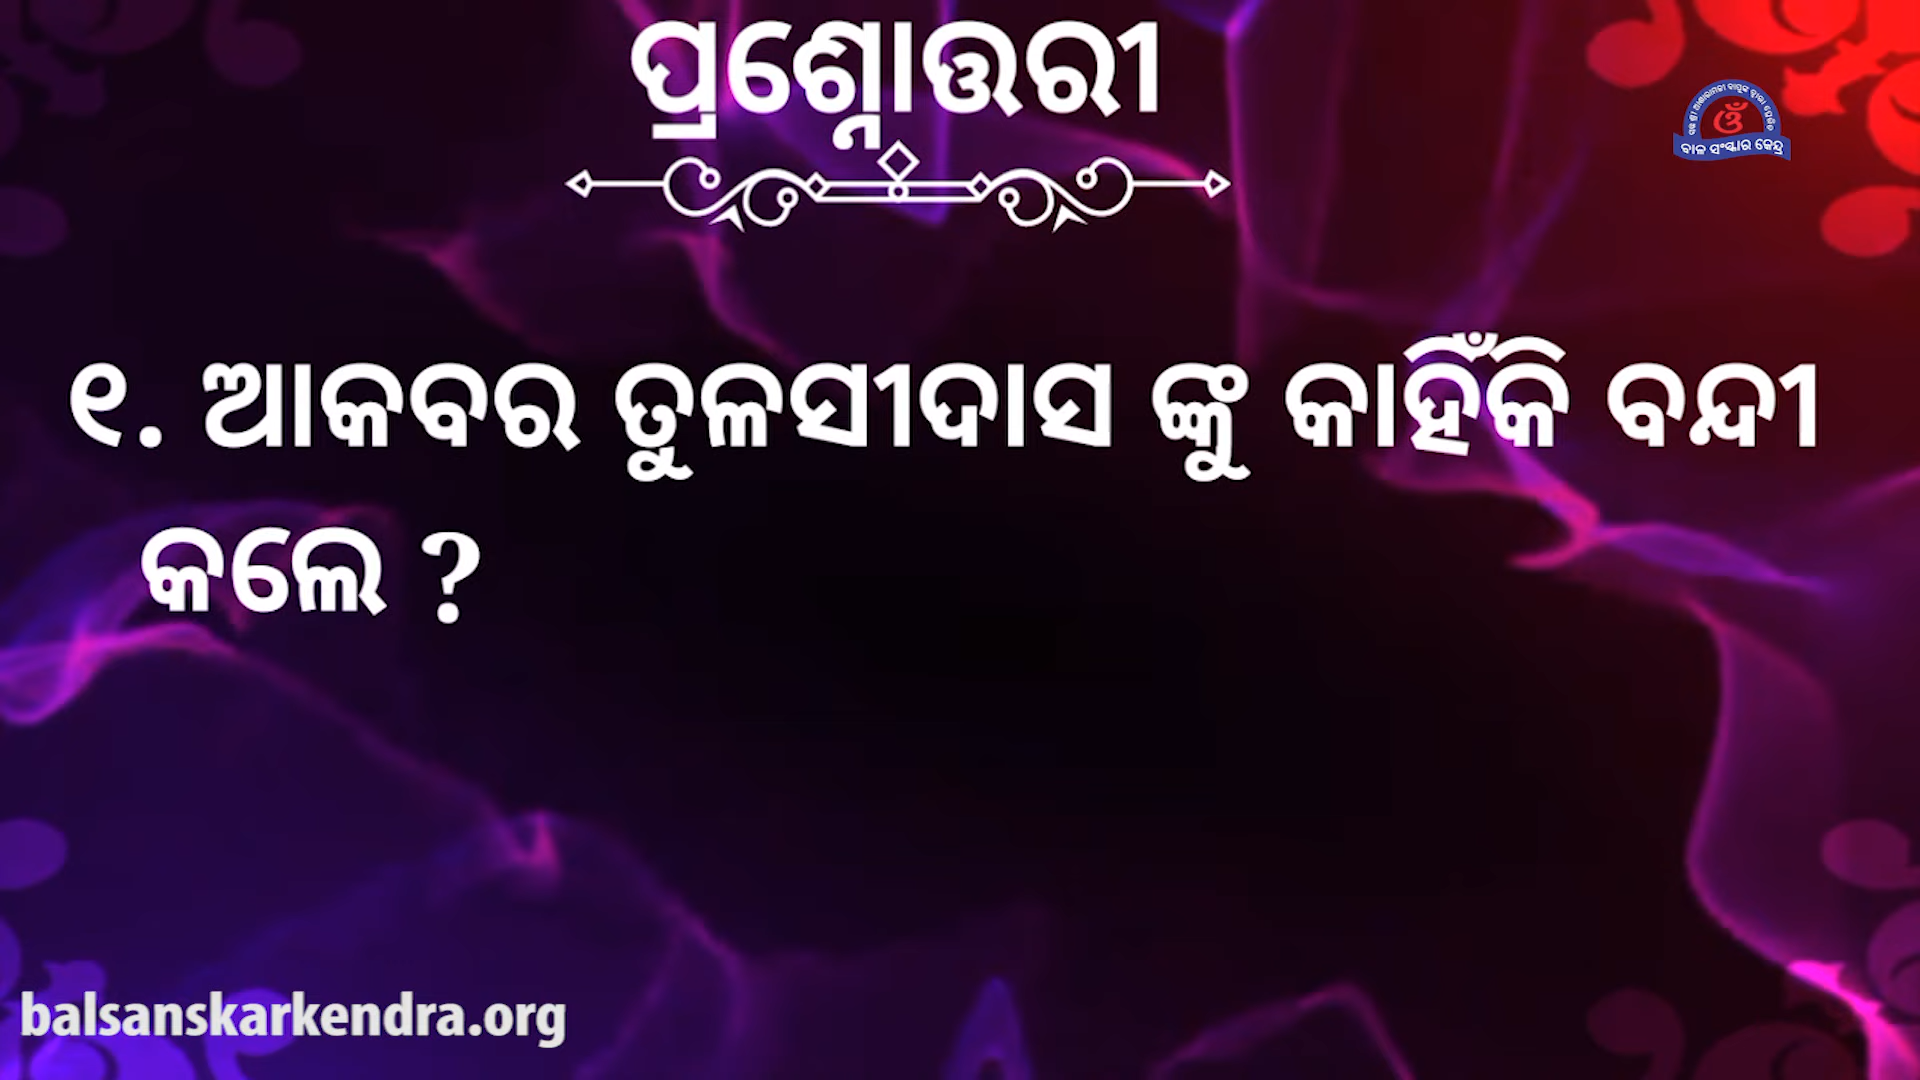 ପ୍ରଶ୍ନୋତ୍ତରୀ
୧. ଆକବର ତୁଳସୀଦାସ ଙ୍କୁ କାହିଁକି ବନ୍ଦୀ
କଲେ ?
ବାଳ ସଂସ୍କାର କେନ୍ଦ୍ର
balsanskarkendra.org